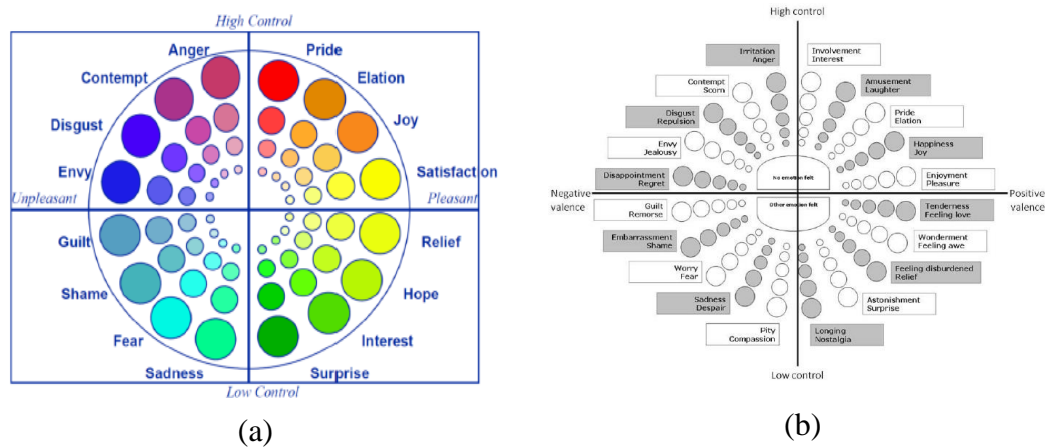 High Control
Anger
Pride
Contempt
Elation
Disgust
Joy
Envy
Satisfaction
Unpleasant
Pleasant
Guilt
Relief
Shame
Hope
Fear
Interest
Sadness
Surprise
Low Control
(a)
High control
Irritation
Anger
Involvement
Interest
Contempt
Scorn
Amusement
Laughter
Disgust
Repulsion
Pride
Elation
Envy
Jealousy
Happiness
Joy
Disappointment
Regret
No emotion felt
Enjoyment
Pleasure
Negative
valence
Positive
valence
Guilt
Remorse
Other emotion felt
Tenderness
Feeling love
Embarrassment
Shame
Wonderment
Feeling awe
Worry
Fear
Feeling disburdened
Relief
Sadness
Despair
Astonishment
Surprise
Pity
Compassion
Longing
Nostalgia
Low control
(b)